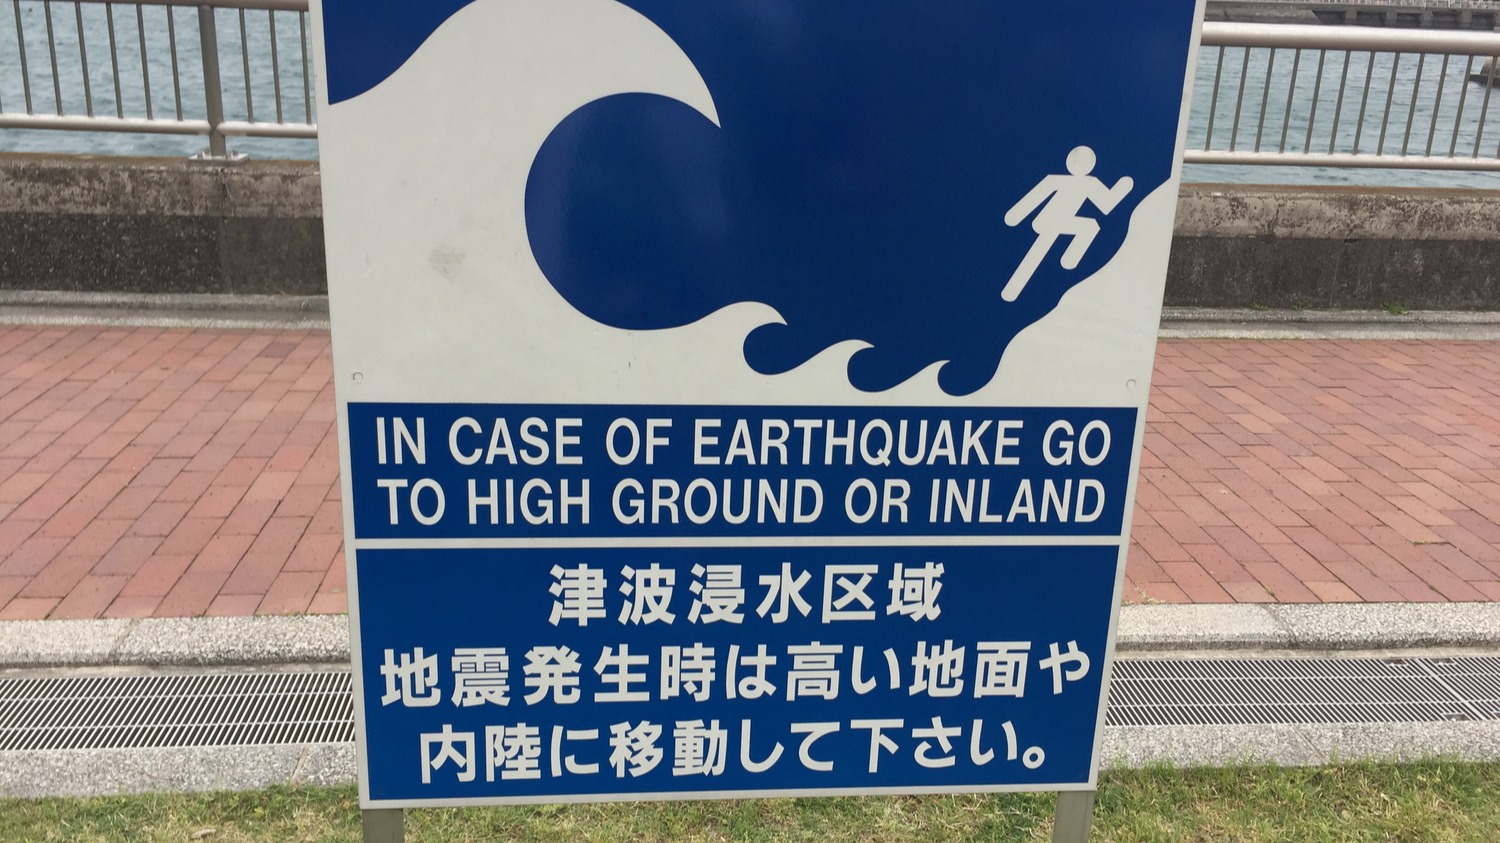 IN CASE OF EARTHQUAKE GO
TO HIGH GROUND OR INLAND
津波浸水区域
地震発生時は高い地面や
内陸に移動して下さい。